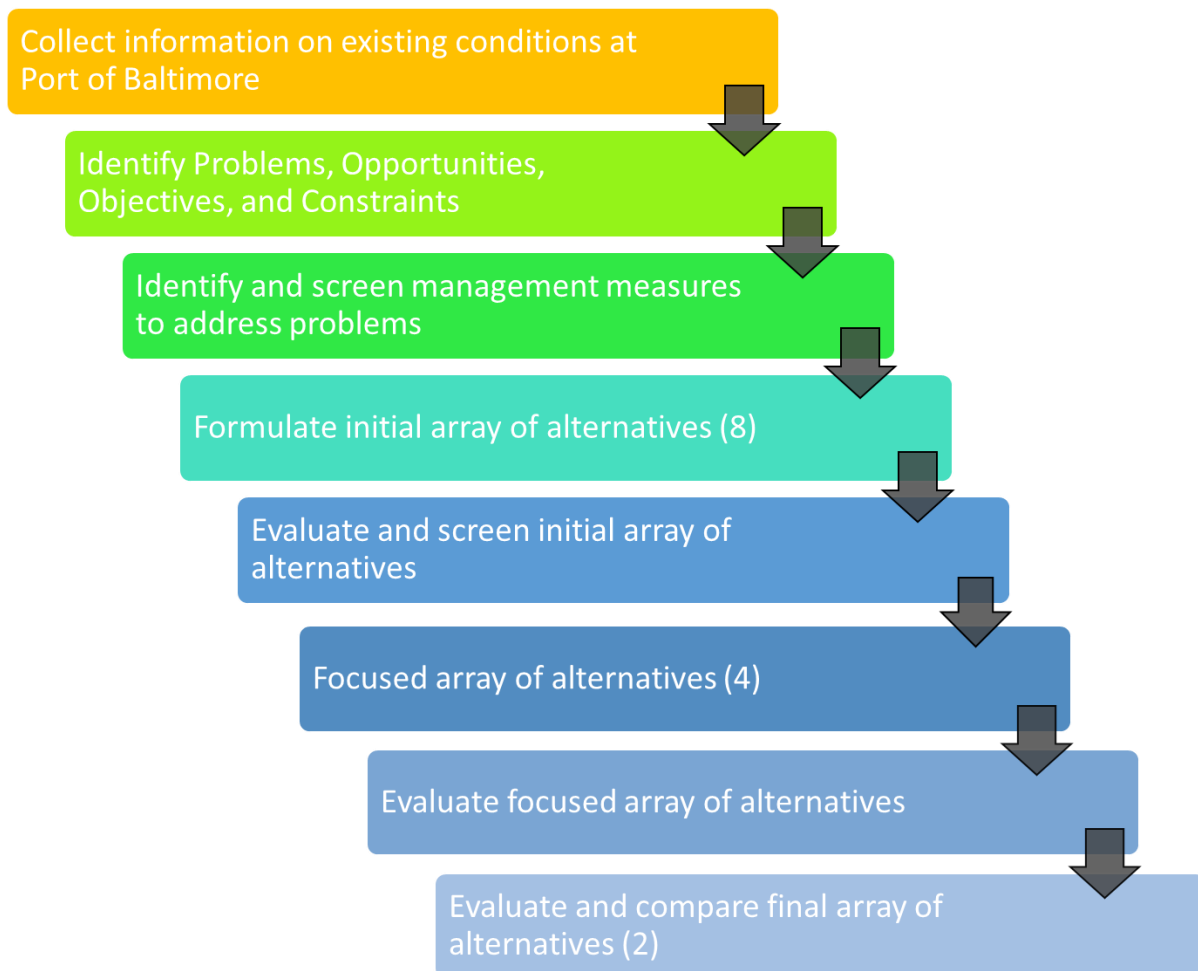 Collect information on existing conditions at
Port of Baltimore
Identify Problems, Opportunities,
Objectives, and Constraints
Identify and screen management measures
to address problems
Formulate initial array of alternatives (8)
Evaluate and screen initial array of
alternatives
Focused array of alternatives (4)
Evaluate focused array of alternatives
Evaluate and compare final array of
alternatives (2)